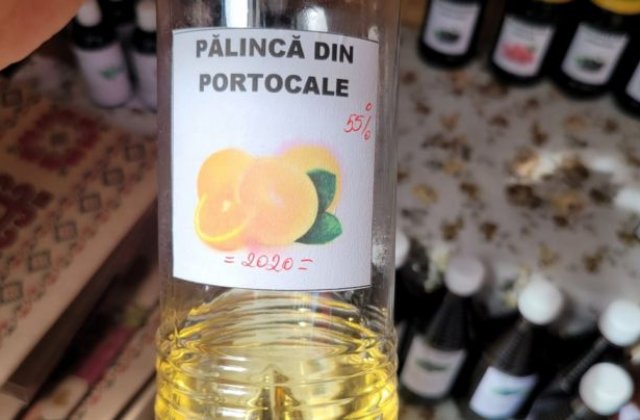 PĂLINCĂ DIN
PORTOCALE
55%
= 2020 =